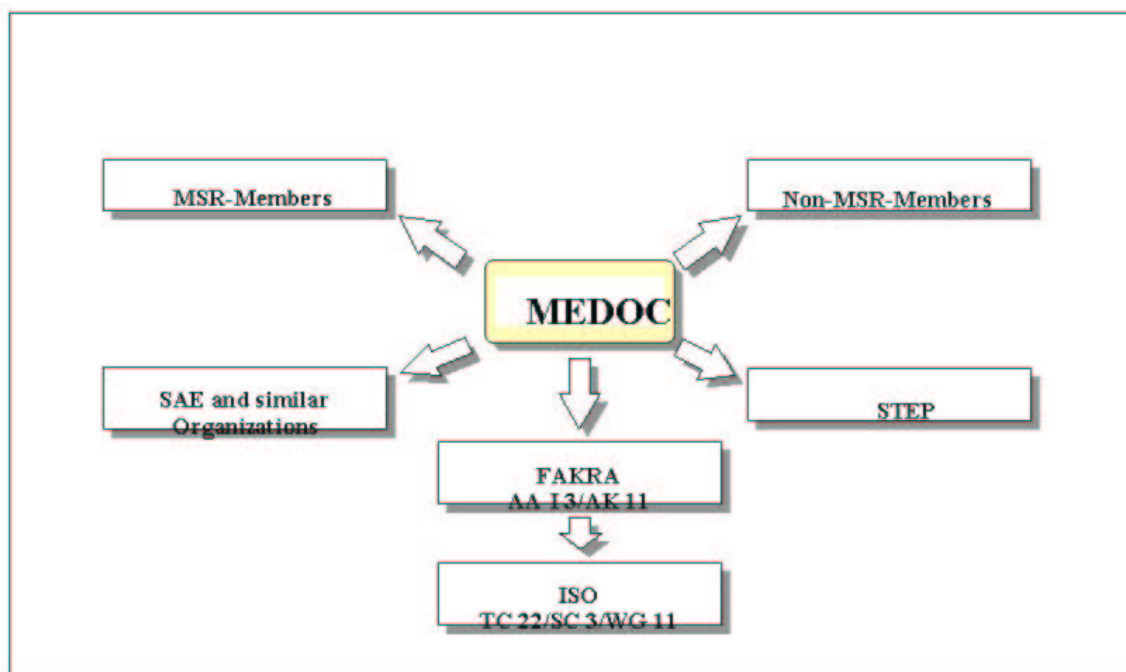 MSR-Members
Non-MSR-Members
MEDOC
SAE and similar
Organizations
STEP
FAKRA
AA I 3/AK 11
ISO
TC 22/SC 3/WG 11